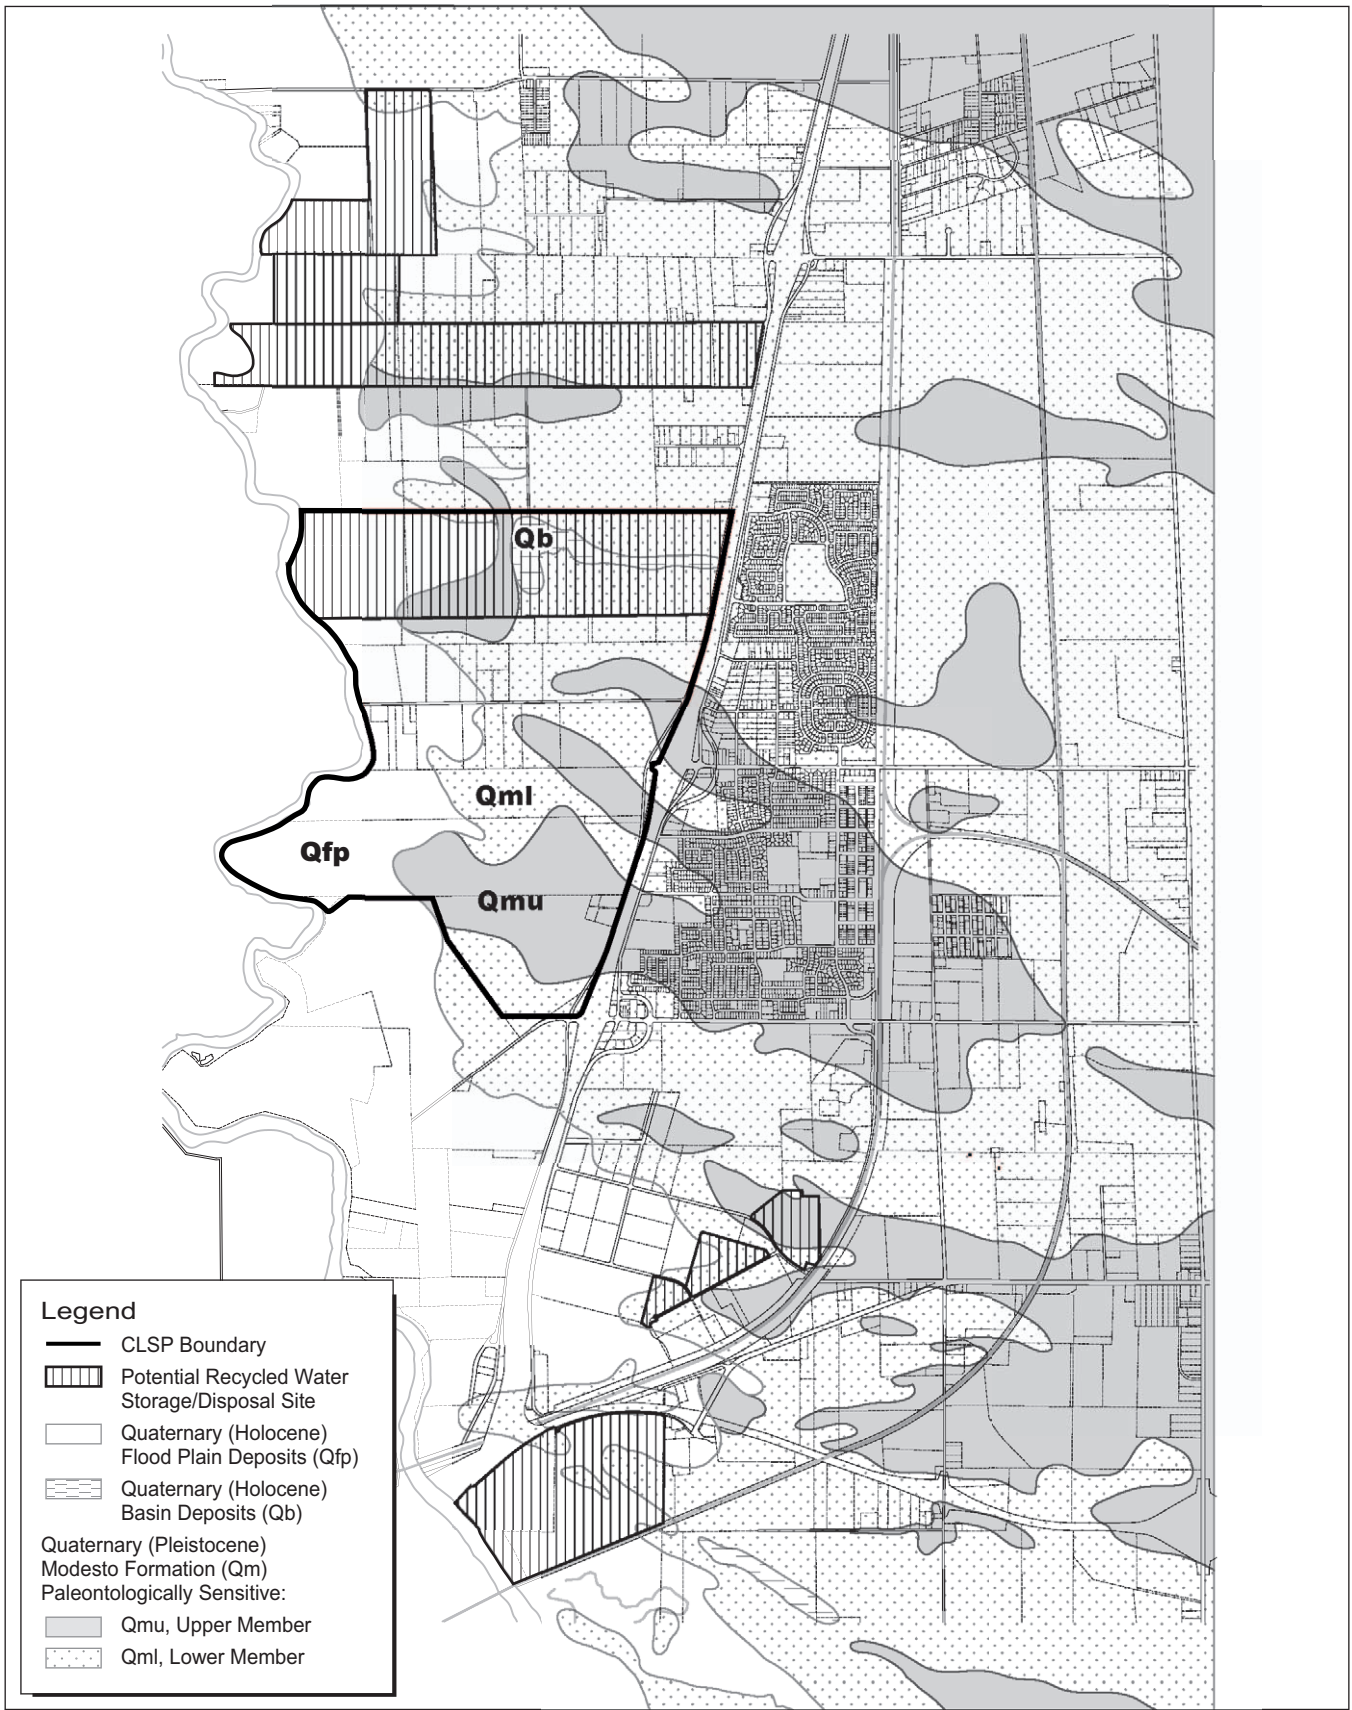 Qb
Qml
Qfp
Qmu
Legend
CLSP Boundary
Potential Recycled Water
Storage/Disposal Site
Quaternary (Holocene)
Flood Plain Deposits (Qfp)
Quaternary (Holocene)
Basin Deposits (Qb)
Quaternary (Pleistocene)
Modesto Formation (Qm)
Paleontologically Sensitive:
Qmu, Upper Member
Qml, Lower Member